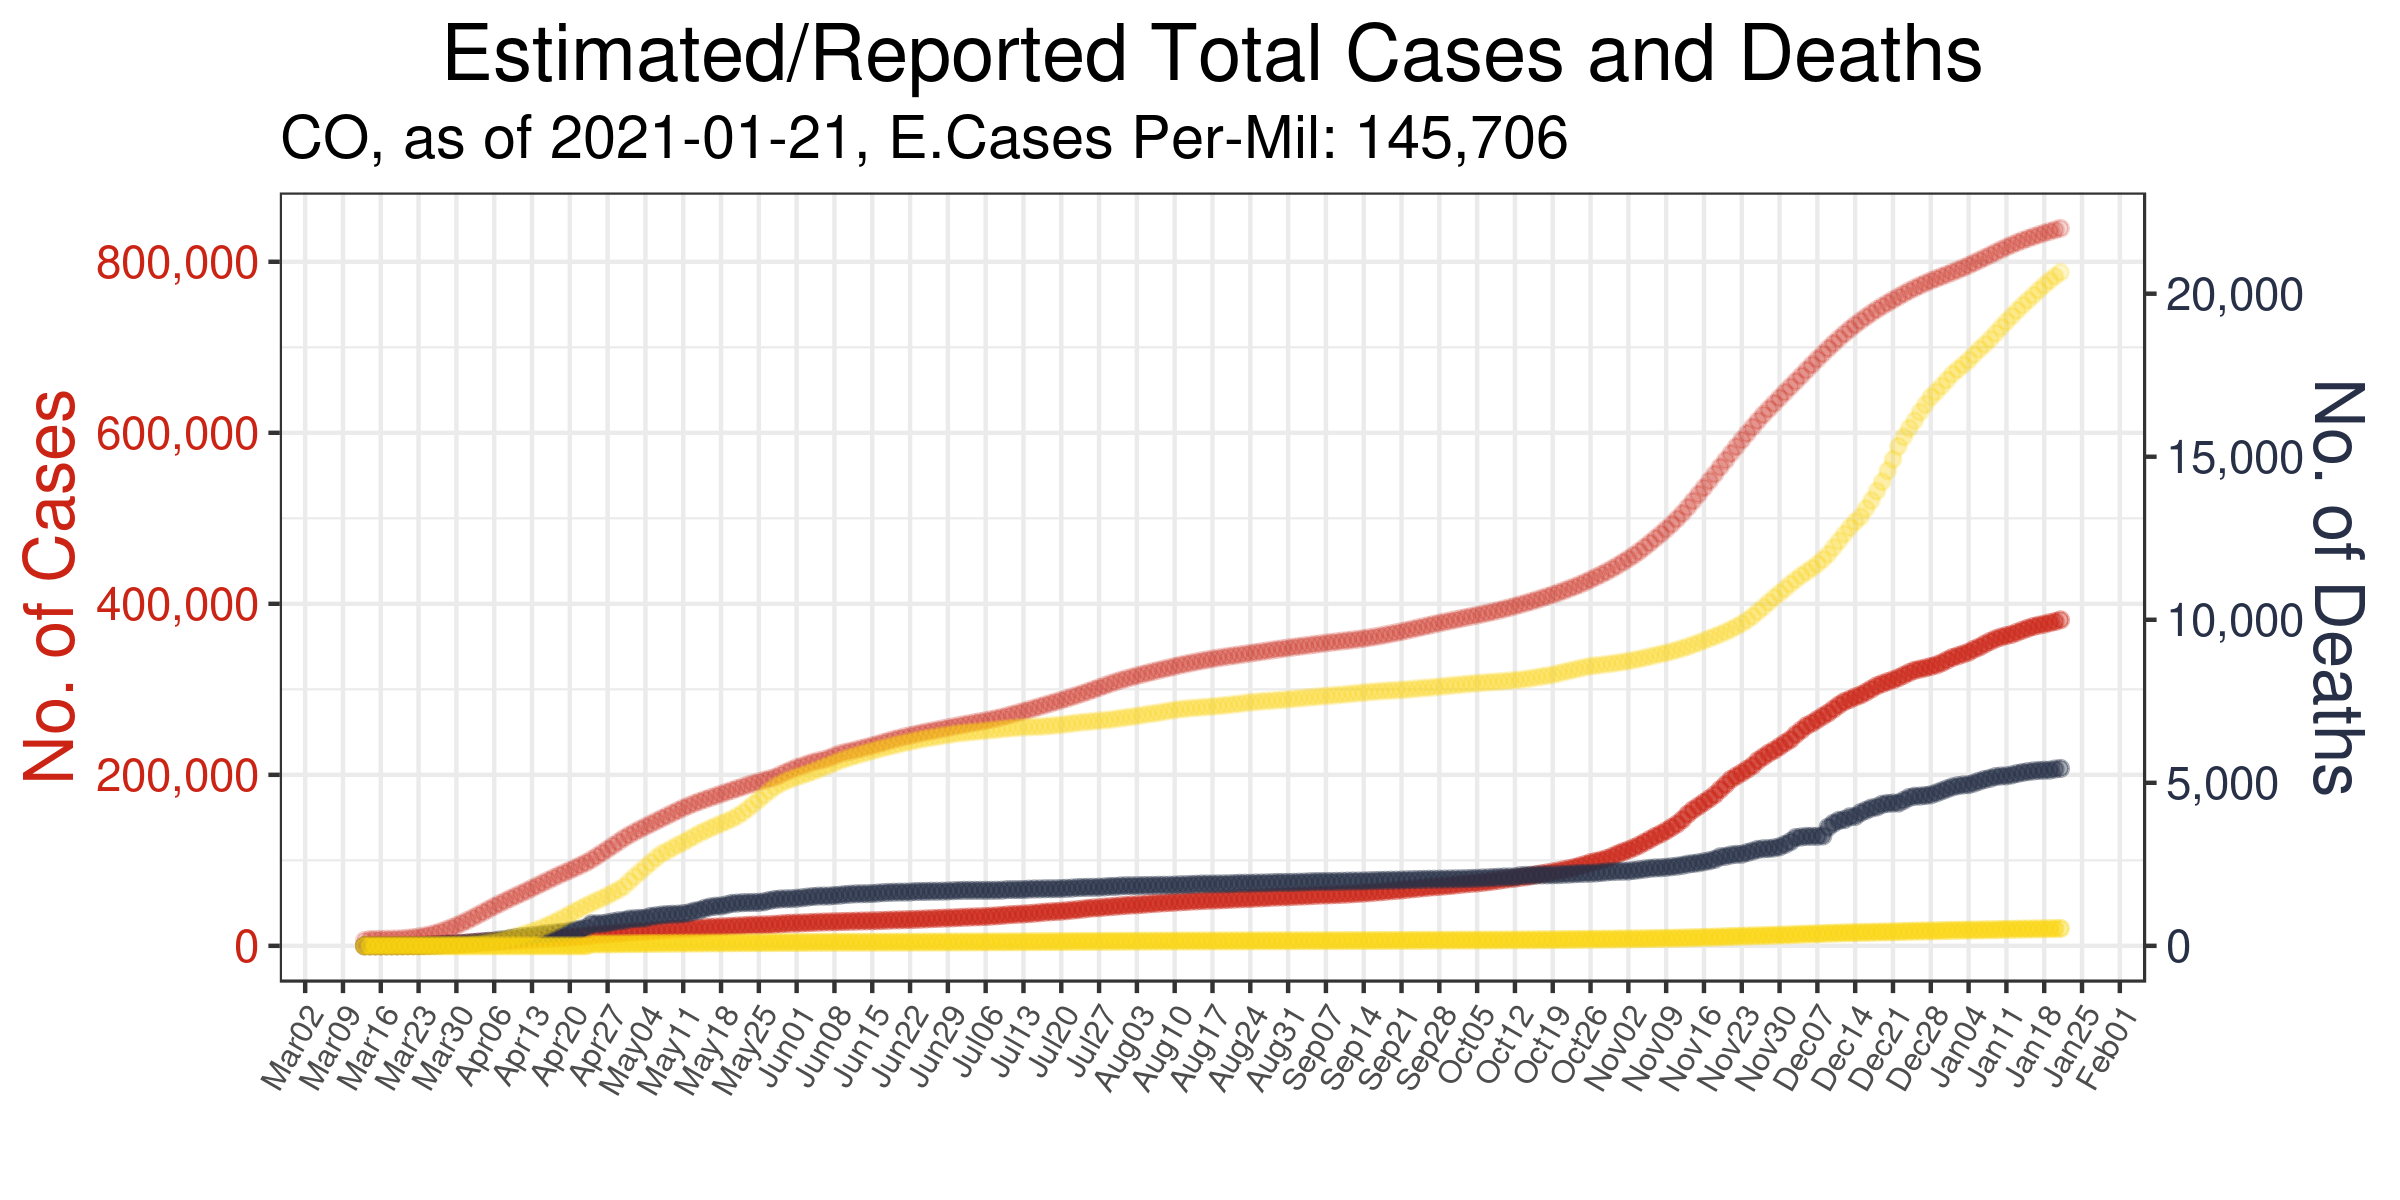 Estimated/Reported Total Cases and Deaths
CO, as of 2021-01-21, E.Cases Per-Mil: 145,706
No. of Cases
800,000
600,000
400,000
200,000
0
20,000
15,000
10,000
5,000
0
No. of Deaths
Mar02
Mar09
Mar16
Mar23
Mar30
Apr06
Apr13
Apr20
Apr27
May04
May11
May18
May25
Jun01
Jun08
Jun15
Jun22
Jun29
Jul06
Jul13
Jul20
Jul27
Aug03
Aug10
Aug17
Aug24
Aug31
Sep07
Sep14
Sep21
Sep28
Oct05
Oct12
Oct19
Oct26
Nov02
Nov09
Nov16
Nov23
Nov30
Dec07
Dec14
Dec21
Dec28
Jan04
Jan11
Jan18
Jan25
Feb01